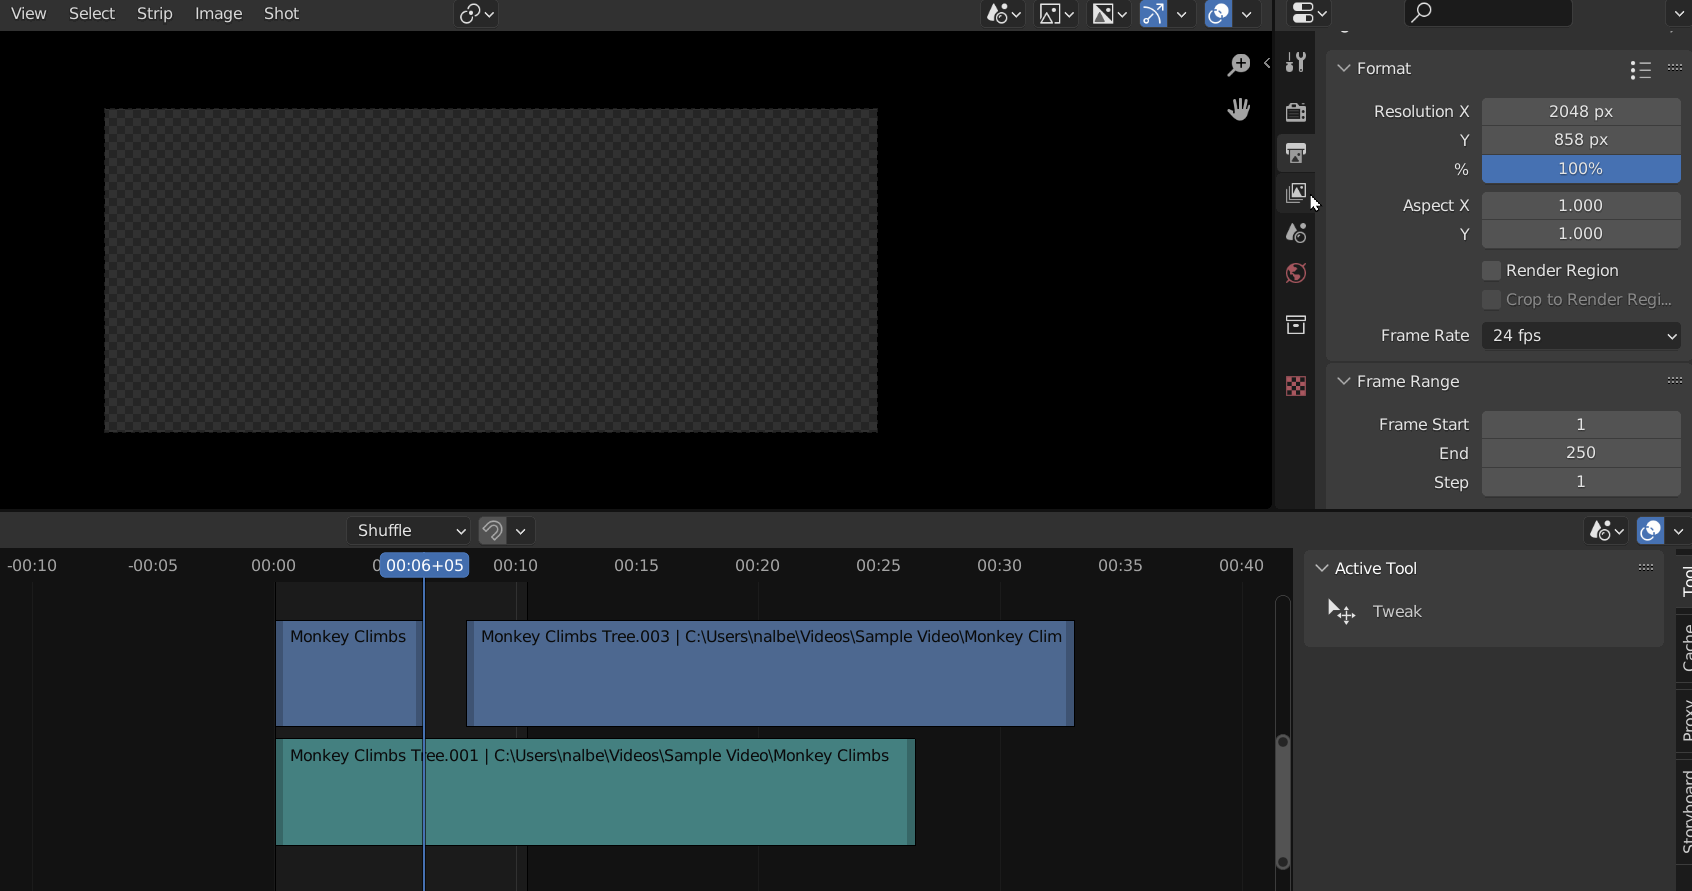 View Select Strip Image Shot
Format
Resolution X 2048 px
Y 858 px
% 100%
Aspect X 1.000
Y 1.000
Render Region
Crop to Render Regi...
Frame Rate 24 fps
Frame Range
Frame Start 1
End 250
Step 1
Shuffle
-00:10 -00:05 00:00 00:06+05 00:10 00:15 00:20 00:25 00:30 00:35 00:40
Active Tool
Tweak
Tool
Cache
Proxy
Storyboard
Monkey Climbs
Monkey Climbs Tree.003 | C:\Users\nalbe\Videos\Sample Video\Monkey Clim
Monkey Climbs Tree.001 | C:\Users\nalbe\Videos\Sample Video\Monkey Climbs